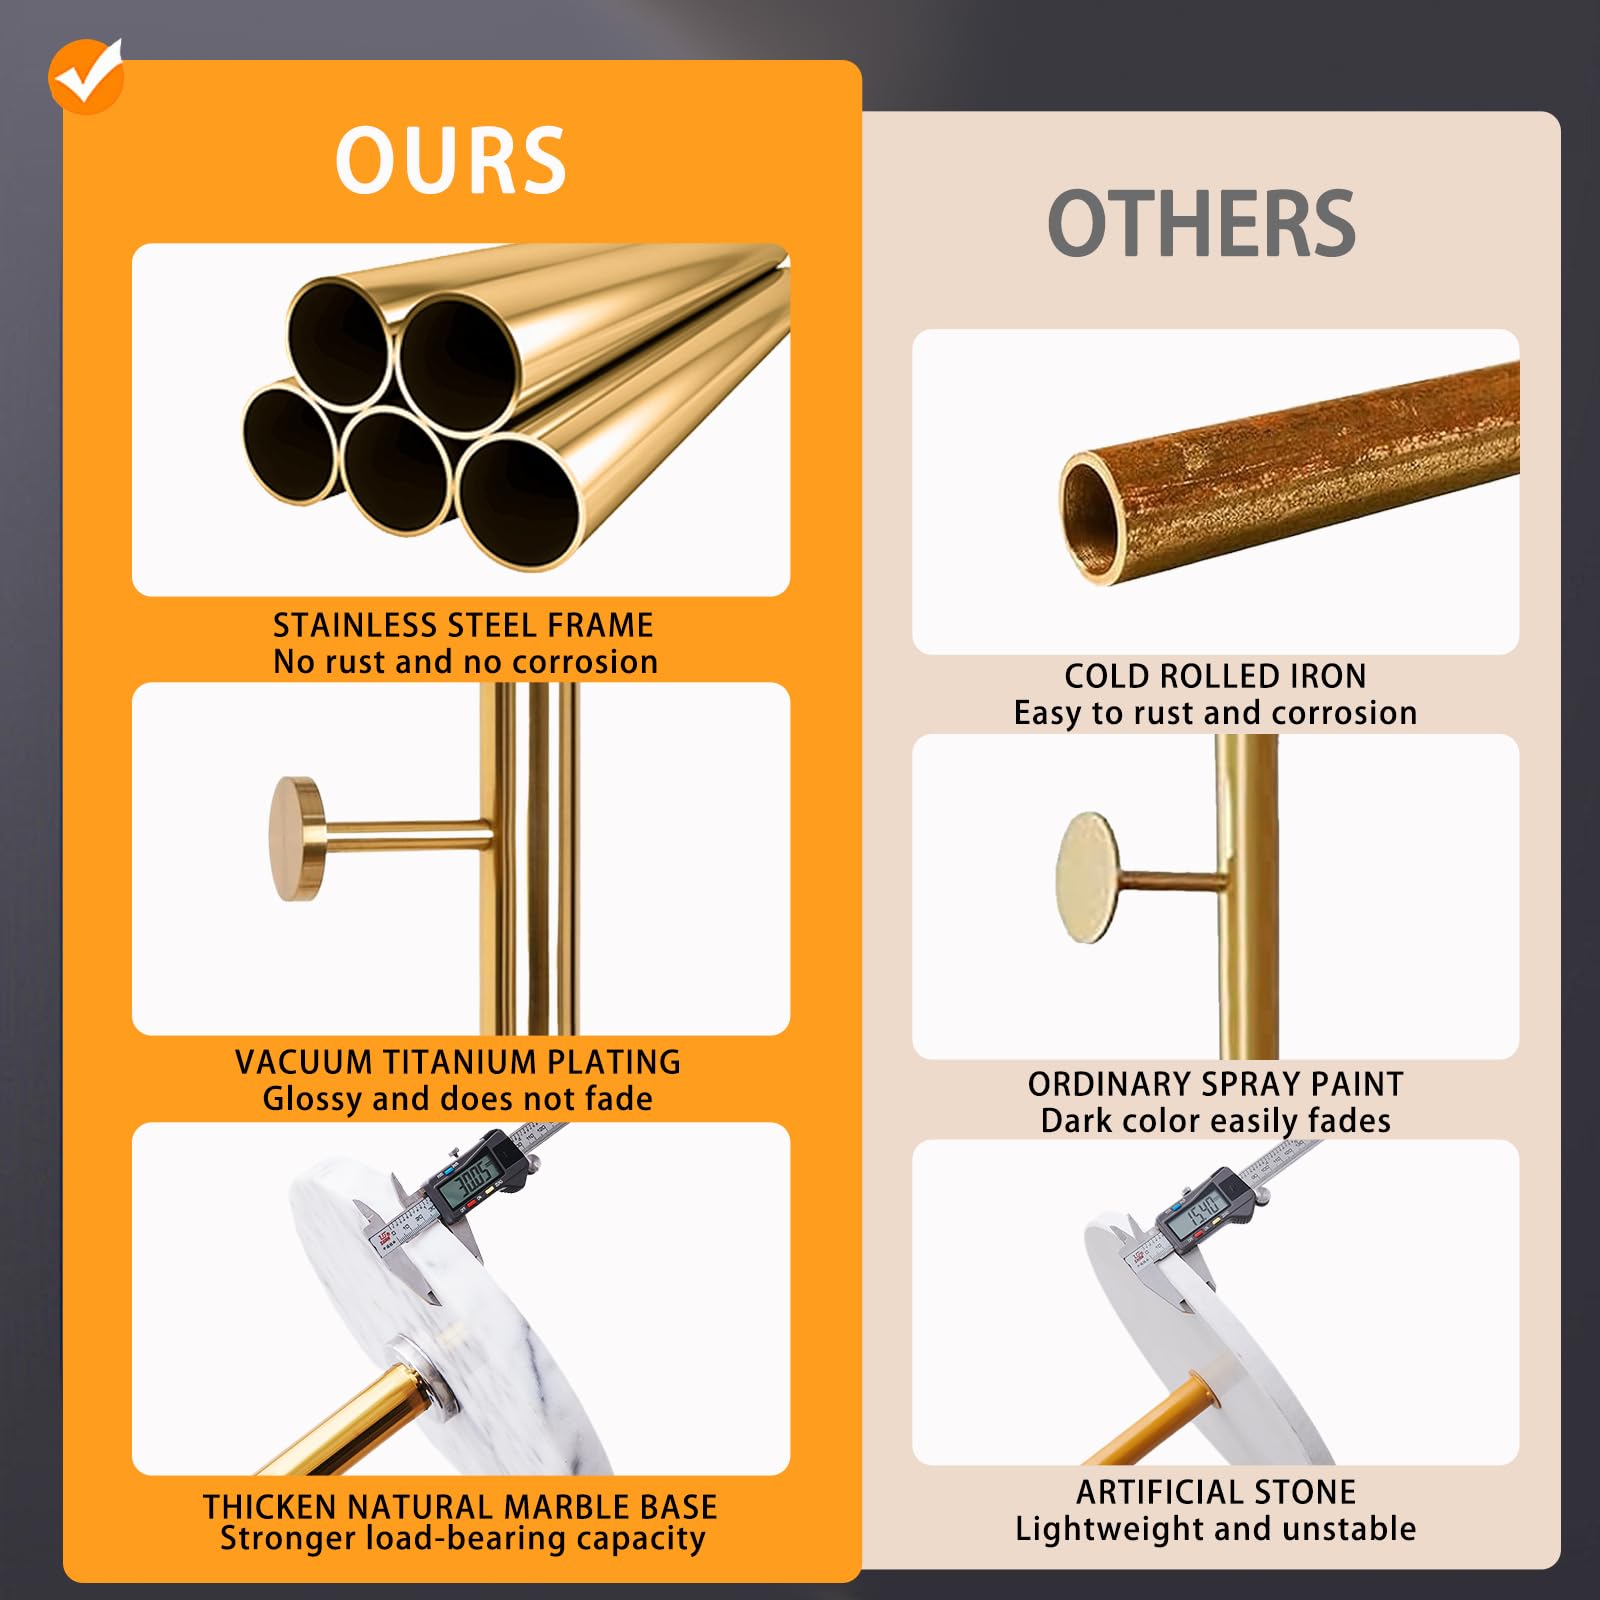 OURS
STAINLESS STEEL FRAME
No rust and no corrosion
VACUUM TITANIUM PLATING
Glossy and does not fade
30.05
THICKEN NATURAL MARBLE BASE
Stronger load-bearing capacity
OTHERS
COLD ROLLED IRON
Easy to rust and corrosion
ORDINARY SPRAY PAINT
Dark color easily fades
15.40
ARTIFICIAL STONE
Lightweight and unstable